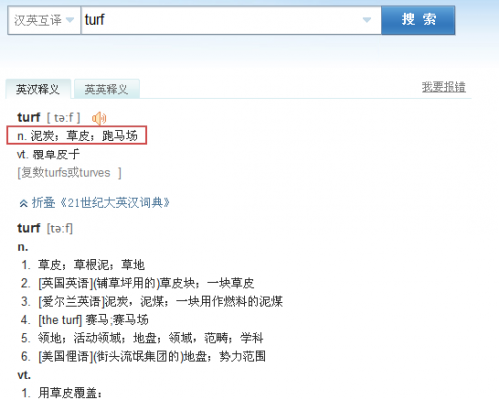 汉英互译 turf 搜 索
英汉释义 英英释义 我要报错
turf [ tə:f ]
n. 泥炭；草皮；跑马场
vt. 覆草皮于
[复数turfs或turves ]
折叠《21世纪大英汉词典》
turf [tə:f]
n.
1. 草皮；草根泥；草地
2. [英国英语](铺草坪用的)草皮块；一块草皮
3. [爱尔兰英语]泥炭，泥煤；一块用作燃料的泥煤
4. [the turf] 赛马;赛马场
5. 领地；活动领域；地盘；领域，范畴；学科
6. [美国俚语](街头流氓集团的)地盘；势力范围
vt.
1. 用草皮覆盖；